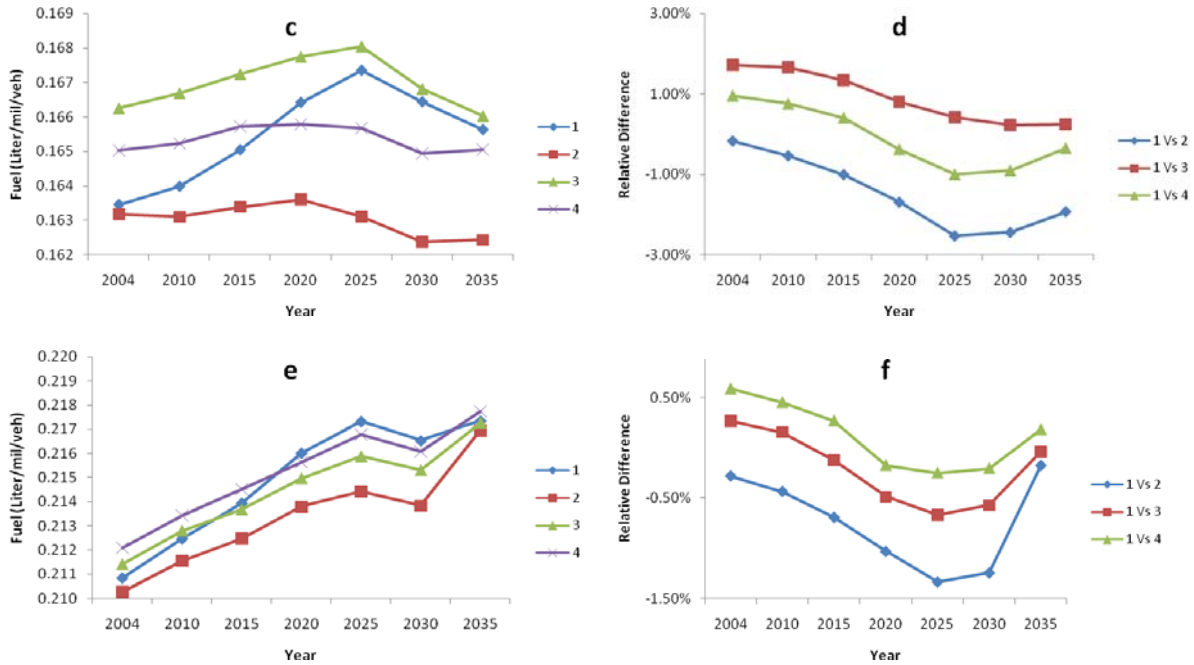 c
0.169
0.168
0.167
0.166
0.165
0.164
0.163
0.162
Fuel (Liter/mil/veh)
2004 2010 2015 2020 2025 2030 2035
Year
1
2
3
4
d
3.00%
1.00%
-1.00%
-3.00%
Relative Difference
2004 2010 2015 2020 2025 2030 2035
Year
1 Vs 2
1 Vs 3
1 Vs 4
e
0.220
0.219
0.218
0.217
0.216
0.215
0.214
0.213
0.212
0.211
0.210
Fuel (Liter/mil/veh)
2004 2010 2015 2020 2025 2030 2035
Year
1
2
3
4
f
0.50%
-0.50%
-1.50%
Relative Difference
2004 2010 2015 2020 2025 2030 2035
Year
1 Vs 2
1 Vs 3
1 Vs 4